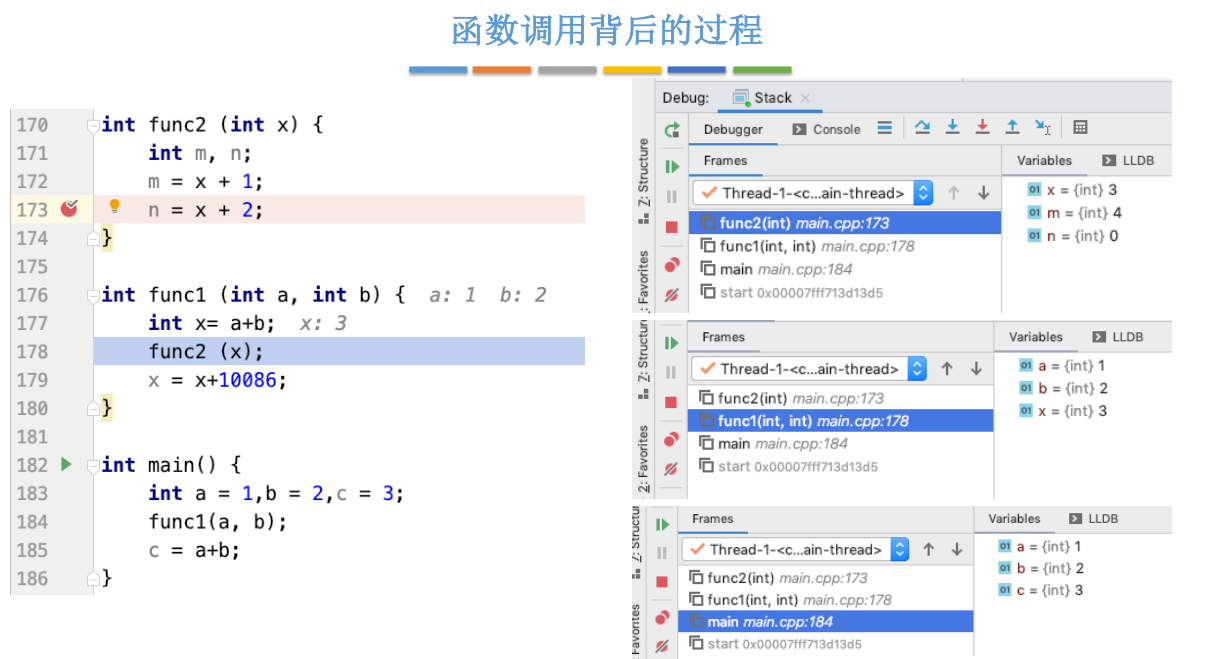 函数调用背后的过程
170 int func2 (int x) {
171 int m, n;
172 m = x + 1;
173 n = x + 2;
174 }
175
176 int func1 (int a, int b) { a: 1 b: 2
177 int x= a+b; x: 3
178 func2 (x);
179 x = x+10086;
180 }
181
182 int main() {
183 int a = 1,b = 2,c = 3;
184 func1(a, b);
185 c = a+b;
186 }
Debug: Stack
Debugger Console
Frames Variables LLDB
Thread-1-<c...ain-thread>
func2(int) main.cpp:173
func1(int, int) main.cpp:178
main main.cpp:184
start 0x00007fff713d13d5
x = {int} 3
m = {int} 4
n = {int} 0
Z: Structure
: Favorites
Frames Variables LLDB
Thread-1-<c...ain-thread>
func2(int) main.cpp:173
func1(int, int) main.cpp:178
main main.cpp:184
start 0x00007fff713d13d5
a = {int} 1
b = {int} 2
x = {int} 3
Z: Structure
2: Favorites
Frames Variables LLDB
Thread-1-<c...ain-thread>
func2(int) main.cpp:173
func1(int, int) main.cpp:178
main main.cpp:184
start 0x00007fff713d13d5
a = {int} 1
b = {int} 2
c = {int} 3
Z: Structur
Favorites